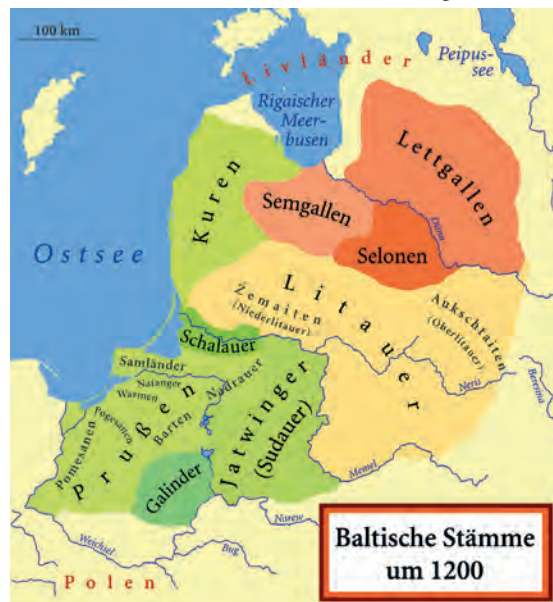 100 km
Livländer
Peipus-
see
Rigaischer
Meer-
busen
Lettgallen
Kuren
Semgallen
Düna
Selonen
Ostsee
Litauer
Zemaiten
(Niederlitauer)
Aukschtaiten
(Oberlitauer)
Schalauer
Samländer
Nadrauer
Neris
Beresina
Natanger
Warmen
Pogesanen
Barten
Pomesanen
Prußen
Jatwinger
(Sudauer)
Galinder
Memel
Narew
Weichsel
Bug
Polen
Baltische Stämme
um 1200